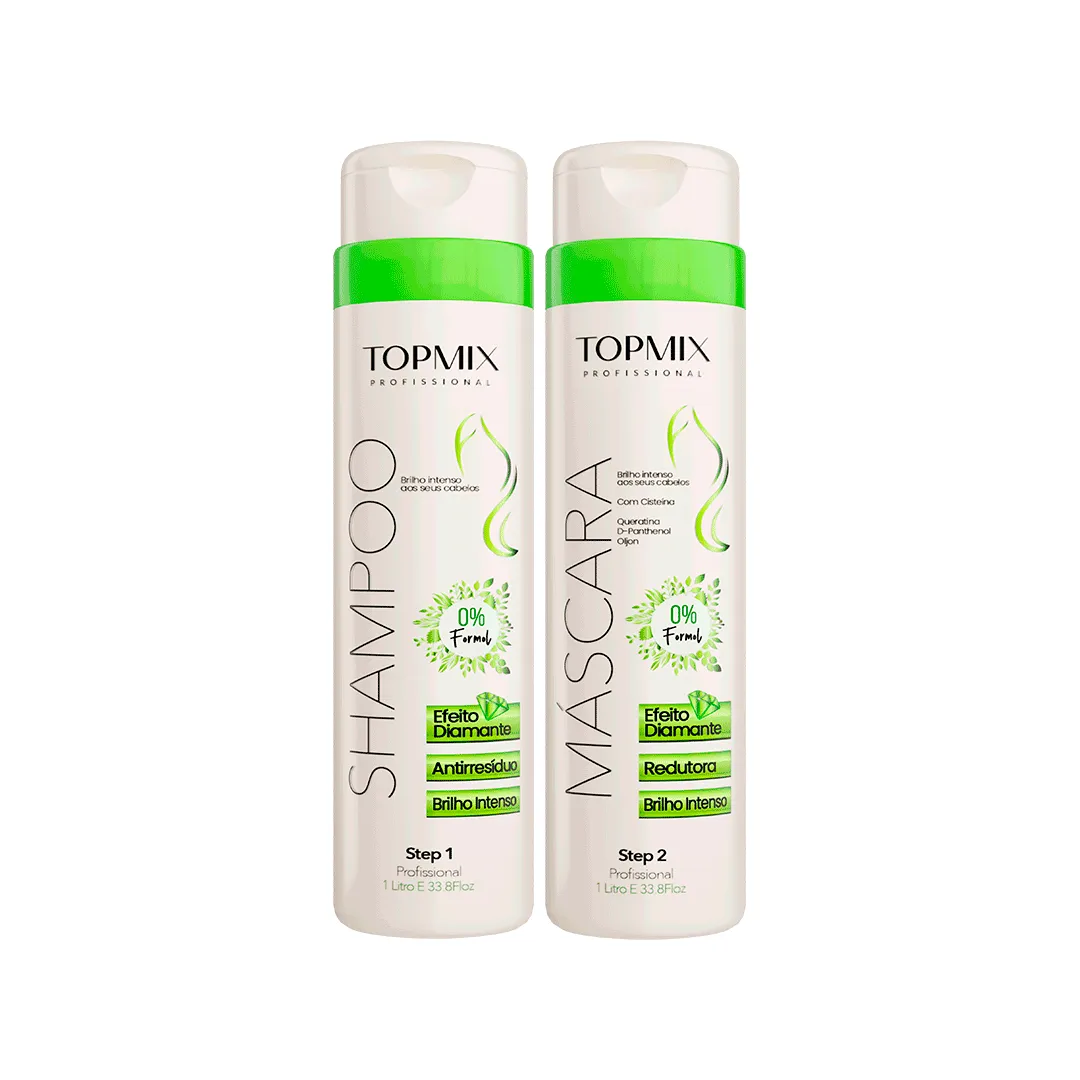 TOPMIX
PROFISSIONAL
SHAMPOO
Brilho intenso
aos seus cabelos
0%
Formol
Efeito
Diamante
Antirresíduo
Brilho Intenso
Step 1
Profissional
1 Litro E 33.8Floz
TOPMIX
PROFISSIONAL
MÁSCARA
Brilho intenso
aos seus cabelos
Com Cisteína
Queratina
D-Panthenol
Oljon
0%
Formol
Efeito
Diamante
Redutora
Brilho Intenso
Step 2
Profissional
1 Litro E 33.8Floz